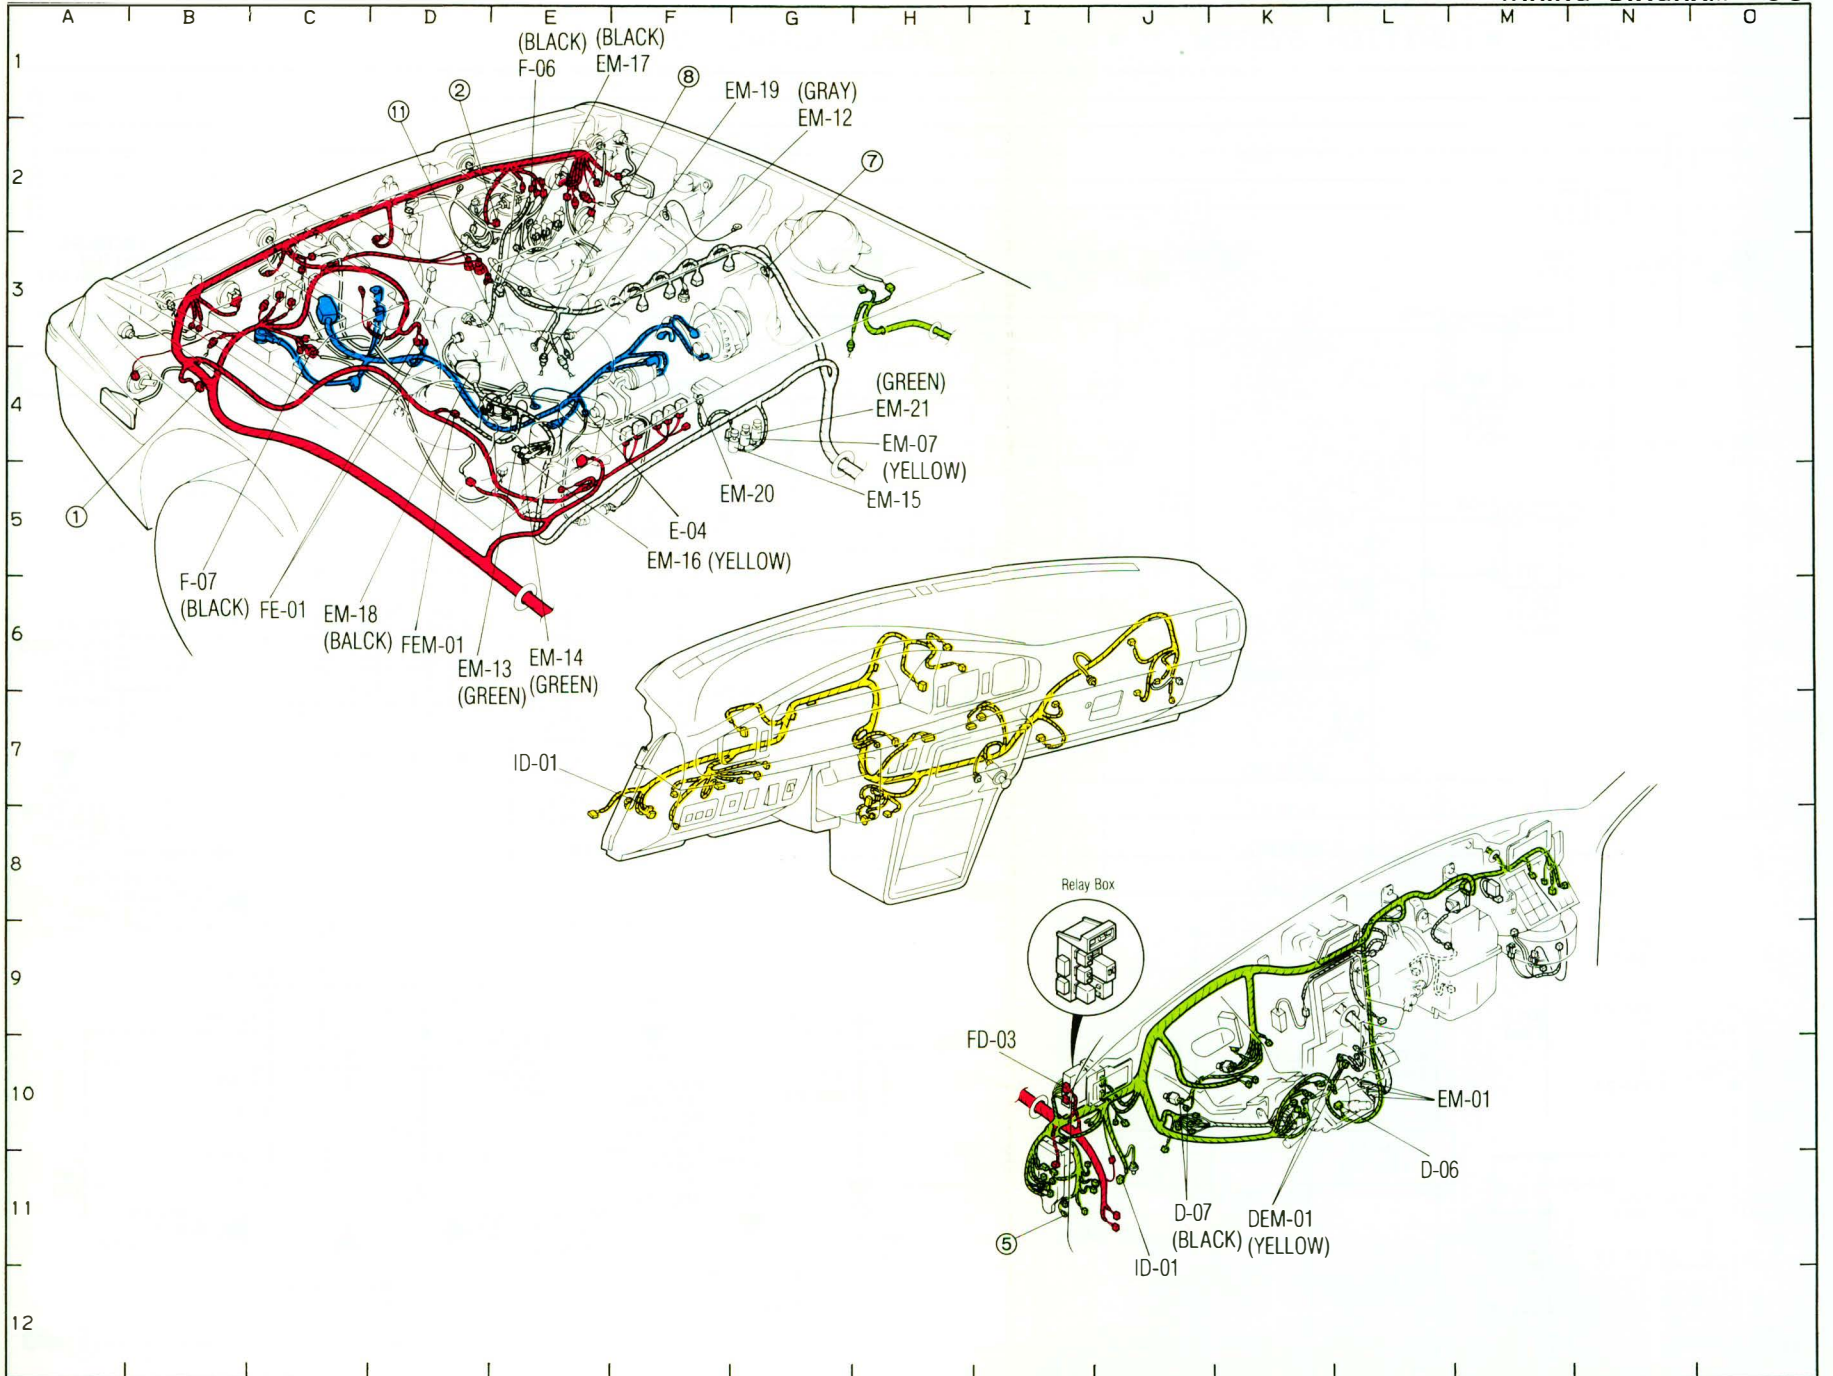 A B C D E F G H I J K L M N O
1
2
3
4
5
6
7
8
9
10
11
12
(BLACK)
F-06
(BLACK)
EM-17
⑧
②
⑪
EM-19
(GRAY)
EM-12
⑦
(GREEN)
EM-21
EM-07
(YELLOW)
EM-15
EM-20
E-04
EM-16 (YELLOW)
①
F-07
(BLACK)
FE-01
EM-18
(BALCK)
FEM-01
EM-13
(GREEN)
EM-14
(GREEN)
ID-01
Relay Box
FD-03
EM-01
D-06
D-07
(BLACK)
DEM-01
(YELLOW)
⑤
ID-01